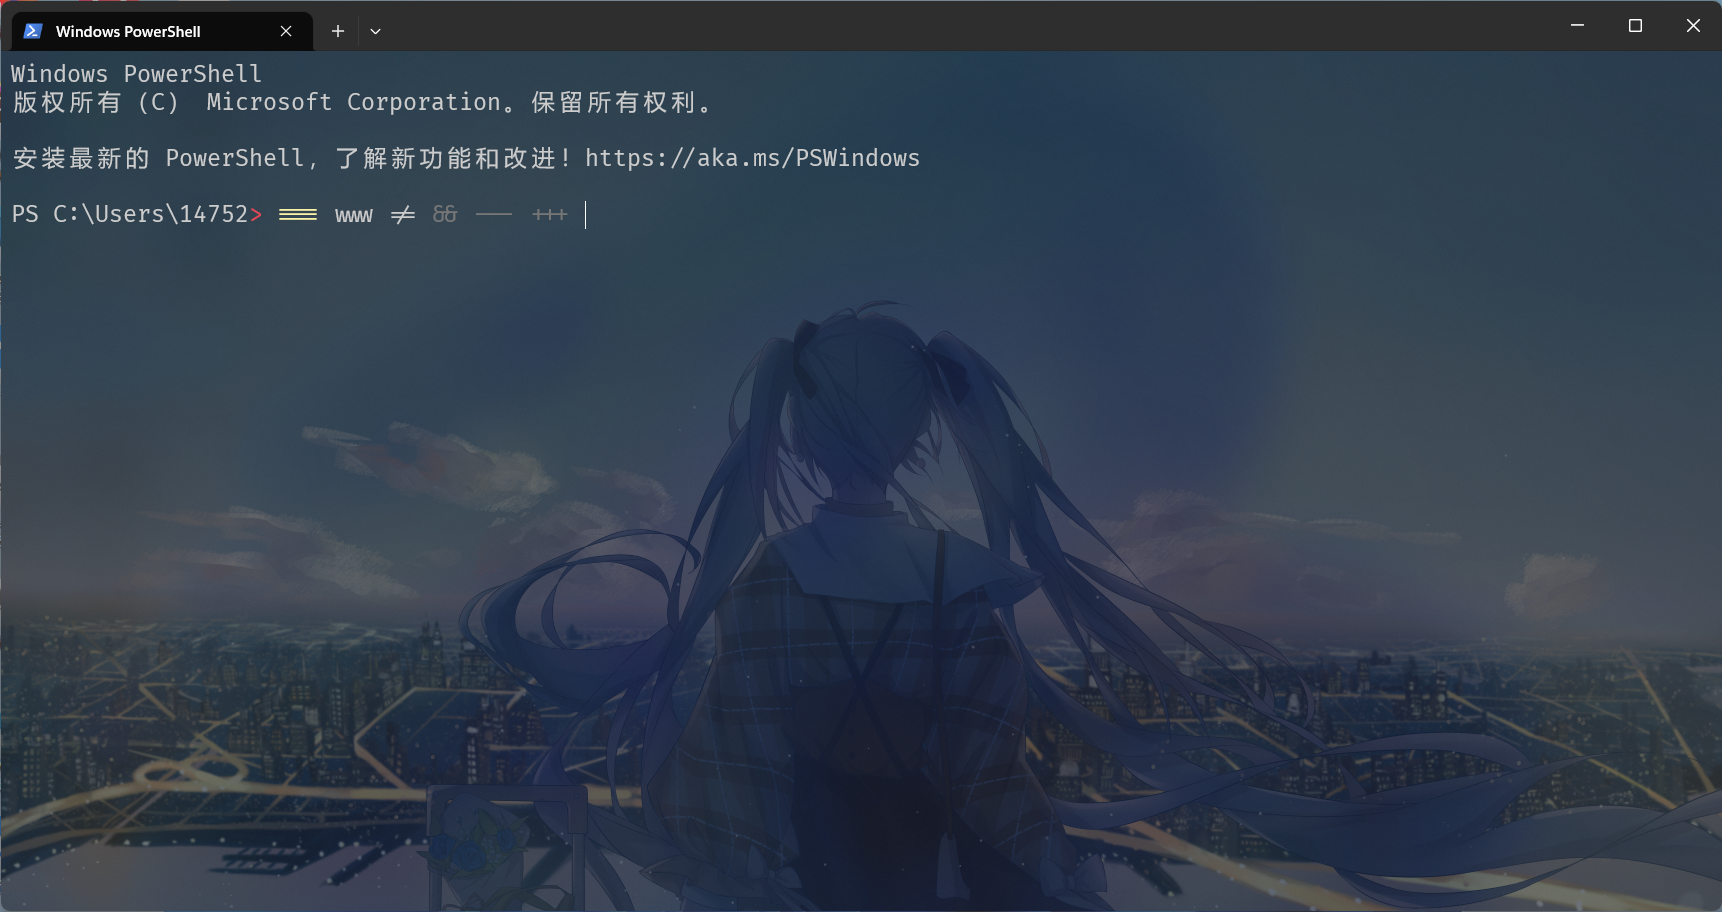 Windows PowerShell
Windows PowerShell
版权所有 (C) Microsoft Corporation。保留所有权利。
安装最新的 PowerShell,了解新功能和改进!https://aka.ms/PSWindows
PS C:\Users\14752> === www != && --- +++